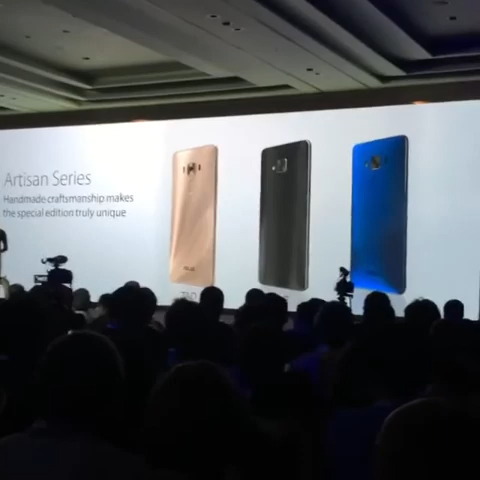 Artisan Series
Handmade craftsmanship makes
the special edition truly unique